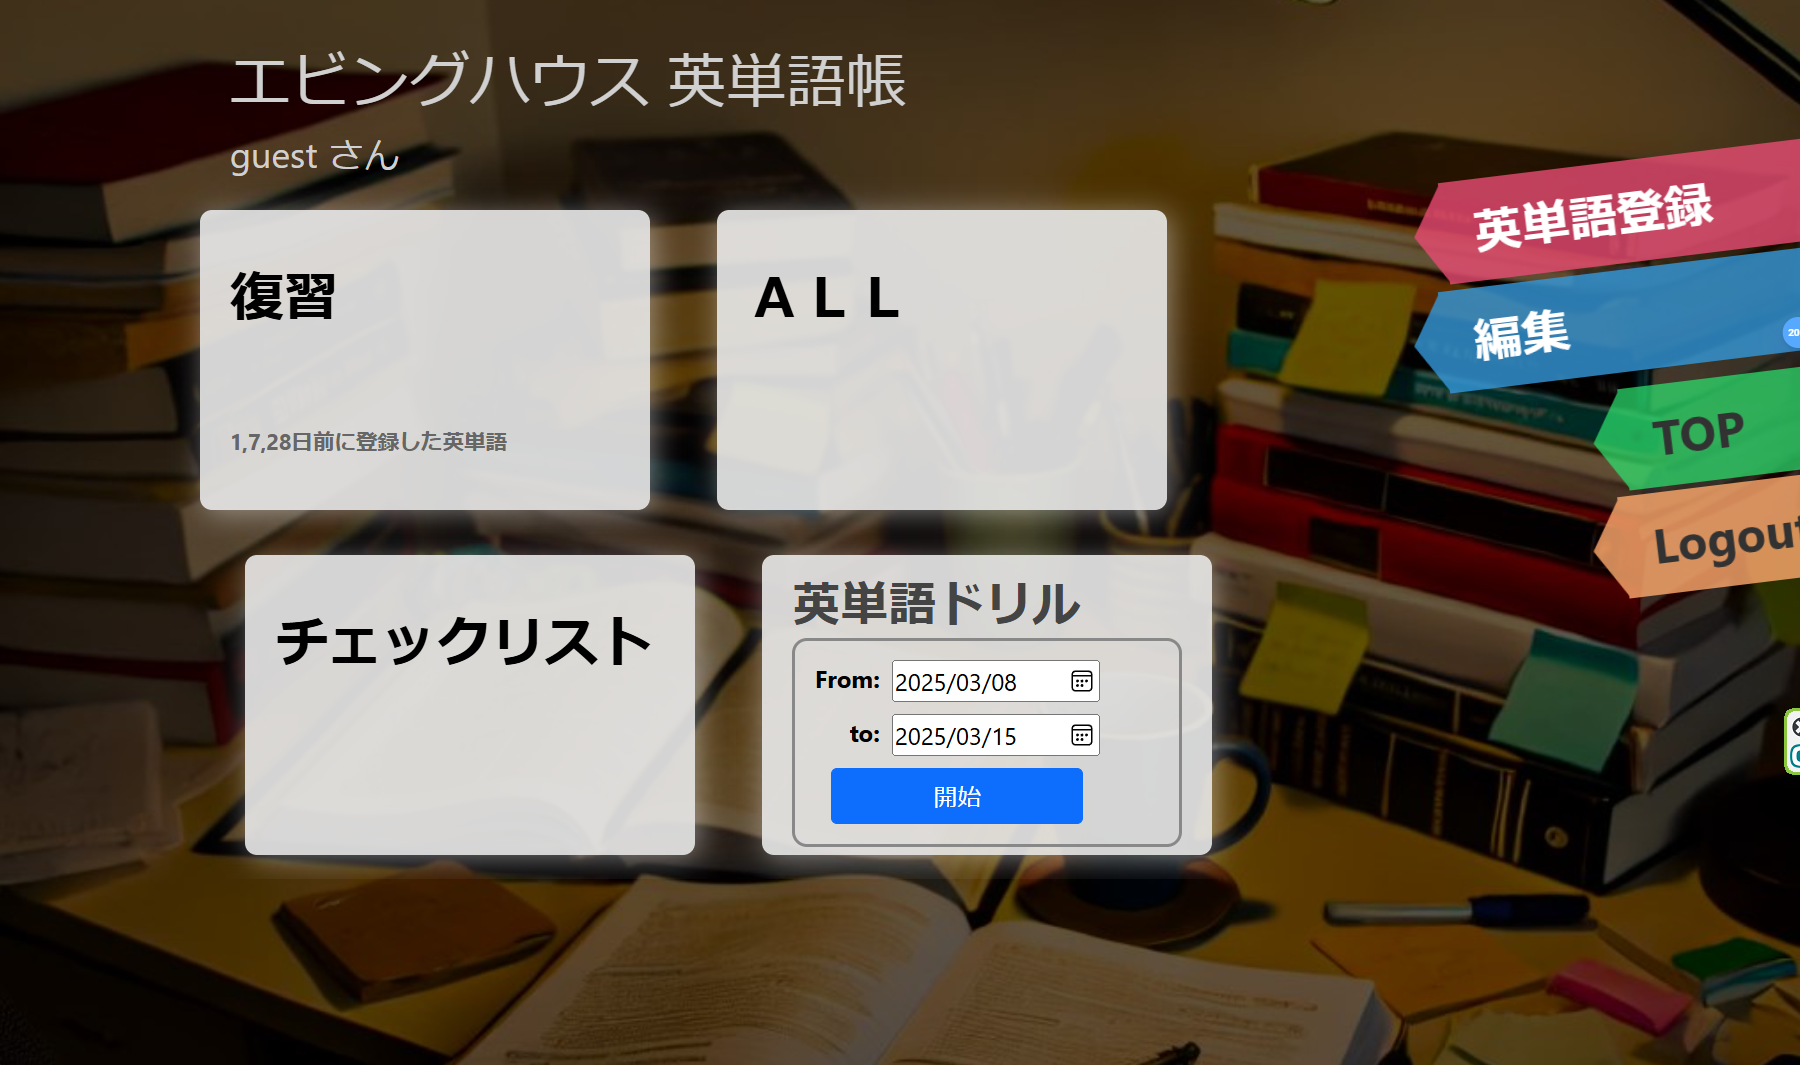 エビングハウス 英単語帳
guest さん
復習
1,7,28日前に登録した英単語
ＡＬＬ
チェックリスト
英単語ドリル
From: 2025/03/08
to: 2025/03/15
開始
英単語登録
編集
20
TOP
Logout